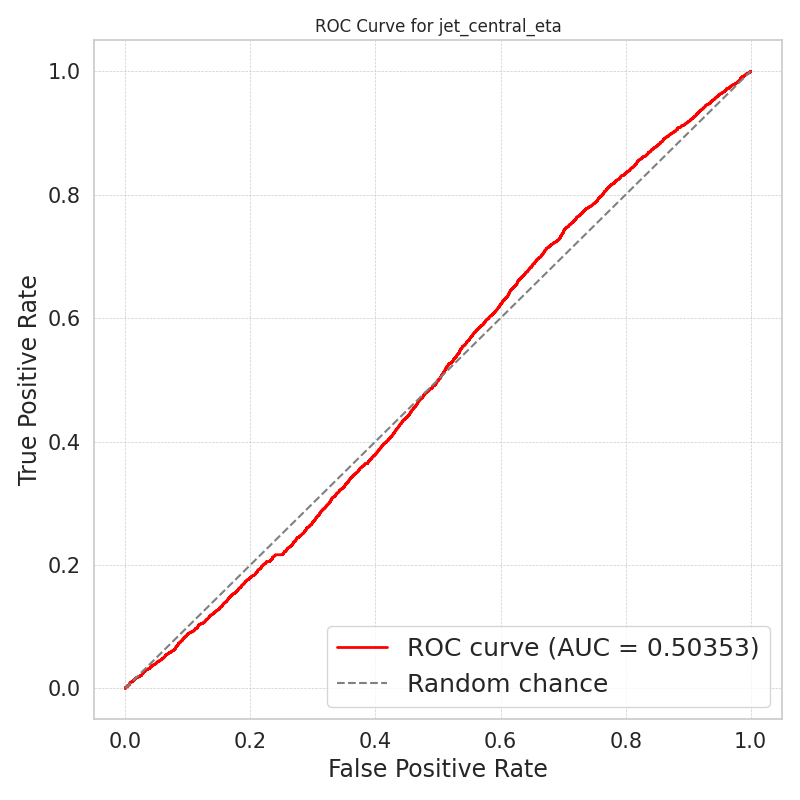 ROC Curve for jet_central_eta
1.0
0.8
0.6
0.4
0.2
0.0
True Positive Rate
ROC curve (AUC = 0.50353)
Random chance
0.0 0.2 0.4 0.6 0.8 1.0
False Positive Rate